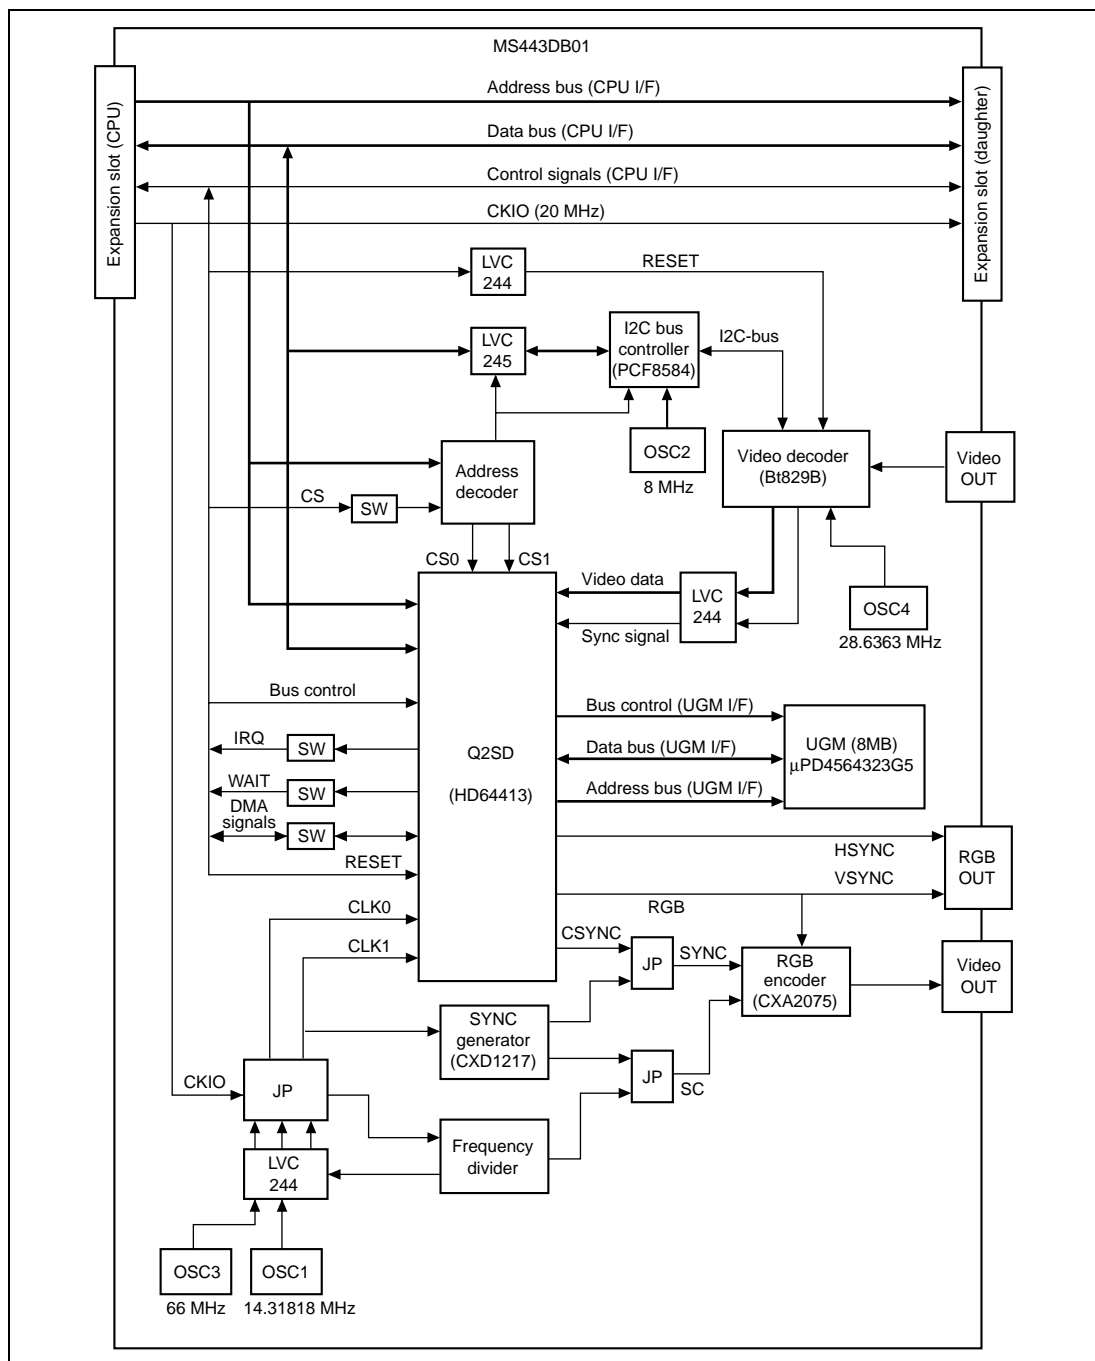 MS443DB01
Expansion slot (CPU)
Expansion slot (daughter)
Address bus (CPU I/F)
Data bus (CPU I/F)
Control signals (CPU I/F)
CKIO (20 MHz)
LVC
244
RESET
LVC
245
I2C bus
controller
(PCF8584)
I2C-bus
OSC2
8 MHz
Video decoder
(Bt829B)
Video
OUT
Address
decoder
CS
SW
CS0
CS1
Video data
Sync signal
LVC
244
OSC4
28.6363 MHz
Bus control
IRQ
SW
WAIT
SW
DMA
signals
SW
RESET
Q2SD
(HD64413)
Bus control (UGM I/F)
Data bus (UGM I/F)
Address bus (UGM I/F)
UGM (8MB)
μPD4564323G5
HSYNC
VSYNC
RGB
OUT
RGB
CLK0
CLK1
CSYNC
JP
SYNC
RGB
encoder
(CXA2075)
Video
OUT
SYNC
generator
(CXD1217)
JP
SC
CKIO
JP
Frequency
divider
LVC
244
OSC3
66 MHz
OSC1
14.31818 MHz